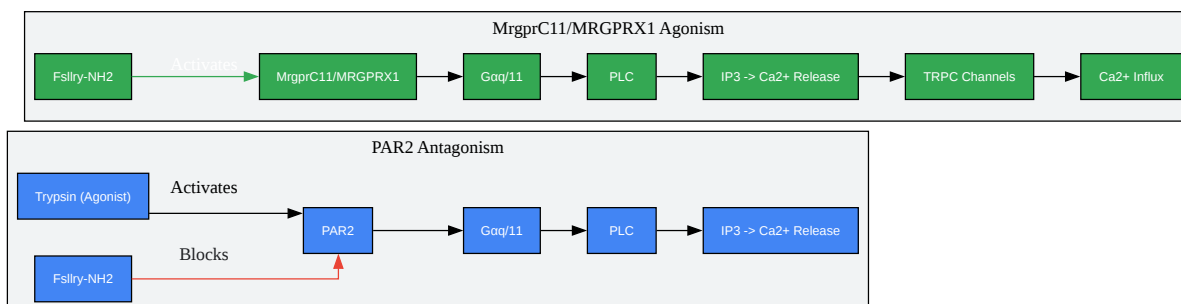 MrgprC11/MRGPRX1 Agonism
Fsllry-NH2
Activates
MrgprC11/MRGPRX1
Gαq/11
PLC
IP3 -> Ca2+ Release
TRPC Channels
Ca2+ Influx
PAR2 Antagonism
Trypsin (Agonist)
Activates
PAR2
Gαq/11
PLC
IP3 -> Ca2+ Release
Blocks
Fsllry-NH2